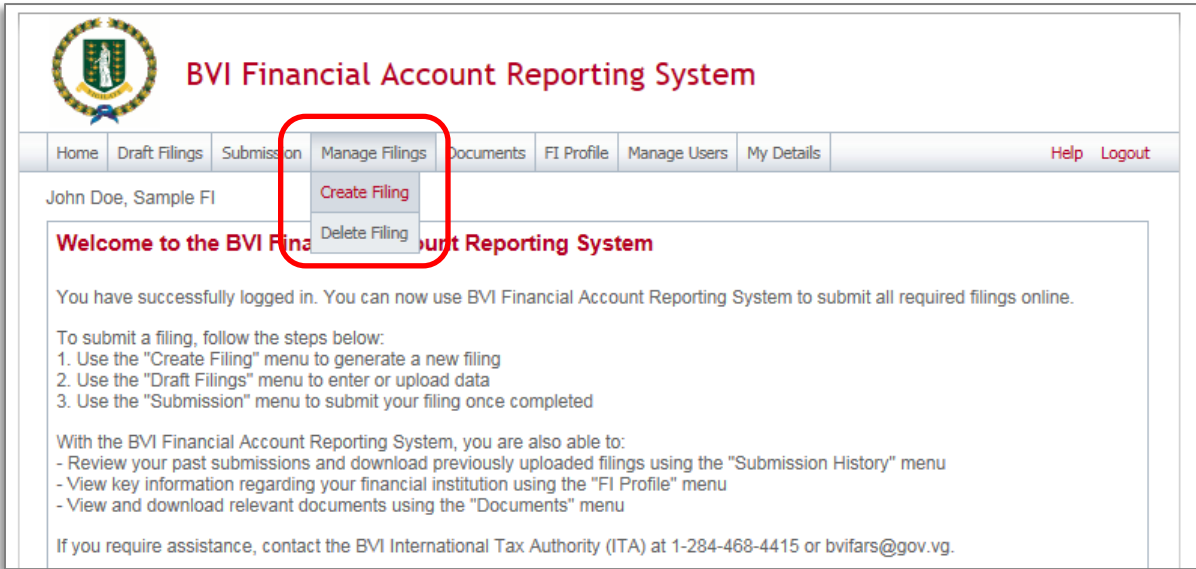 BVI Financial Account Reporting System
Home Draft Filings Submission Manage Filings Documents FI Profile Manage Users My Details Help Logout
John Doe, Sample FI
Create Filing
Delete Filing
Welcome to the BVI Fina unt Reporting System
You have successfully logged in. You can now use BVI Financial Account Reporting System to submit all required filings online.
To submit a filing, follow the steps below:
1. Use the "Create Filing" menu to generate a new filing
2. Use the "Draft Filings" menu to enter or upload data
3. Use the "Submission" menu to submit your filing once completed
With the BVI Financial Account Reporting System, you are also able to:
- Review your past submissions and download previously uploaded filings using the "Submission History" menu
- View key information regarding your financial institution using the "FI Profile" menu
- View and download relevant documents using the "Documents" menu
If you require assistance, contact the BVI International Tax Authority (ITA) at 1-284-468-4415 or bvifars@gov.vg.